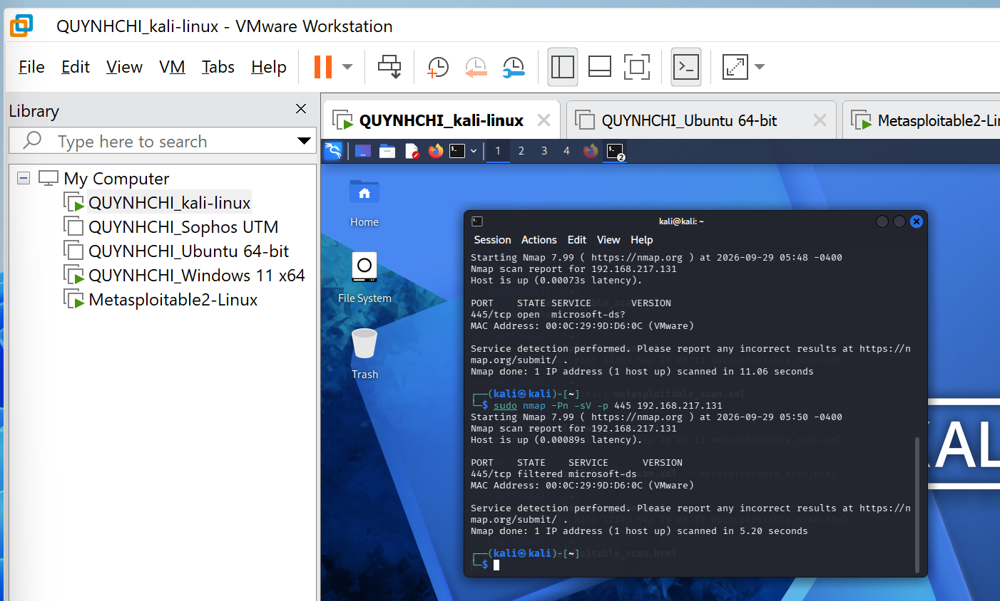 QUYNHCHI_kali-linux - VMware Workstation
File Edit View VM Tabs Help
Library
Type here to search
My Computer
QUYNHCHI_kali-linux
QUYNHCHI_Sophos UTM
QUYNHCHI_Ubuntu 64-bit
QUYNHCHI_Windows 11 x64
Metasploitable2-Linux
QUYNHCHI_kali-linux QUYNHCHI_Ubuntu 64-bit Metasploitable2-Li
1 2 3 4 2
Home
File System
Trash
kali@kali: ~
Session Actions Edit View Help
Starting Nmap 7.99 ( https://nmap.org ) at 2026-09-29 05:48 -0400
Nmap scan report for 192.168.217.131
Host is up (0.00073s latency).
PORT STATE SERVICE VERSION
445/tcp open microsoft-ds?
MAC Address: 00:0C:29:9D:D6:0C (VMware)
Service detection performed. Please report any incorrect results at https://n
map.org/submit/ .
Nmap done: 1 IP address (1 host up) scanned in 11.06 seconds
┌──(kali㉿kali)-[~]
└─$ sudo nmap -Pn -sV -p 445 192.168.217.131
Starting Nmap 7.99 ( https://nmap.org ) at 2026-09-29 05:50 -0400
Nmap scan report for 192.168.217.131
Host is up (0.00089s latency).
PORT STATE SERVICE VERSION
445/tcp filtered microsoft-ds
MAC Address: 00:0C:29:9D:D6:0C (VMware)
Service detection performed. Please report any incorrect results at https://n
map.org/submit/ .
Nmap done: 1 IP address (1 host up) scanned in 5.20 seconds
┌──(kali㉿kali)-[~]
└─$
KAL